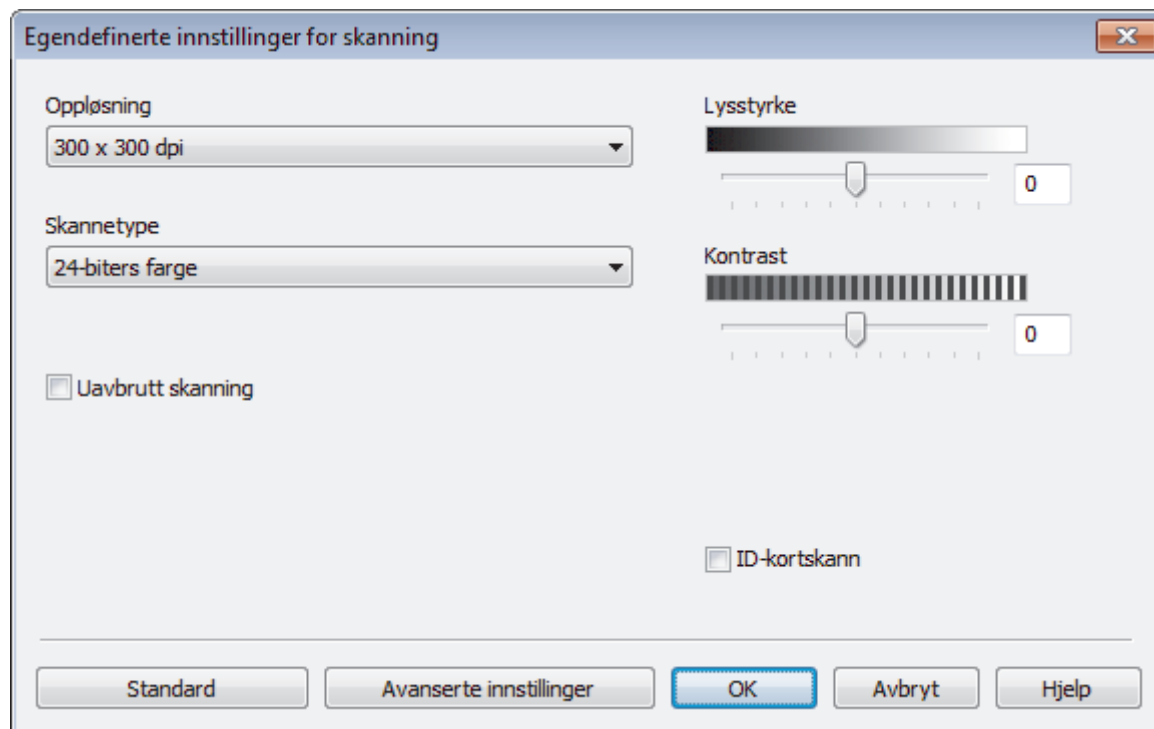 Egendefinerte innstillinger for skanning
Oppløsning
300 x 300 dpi
Skannetype
24-biters farge
Uavbrutt skanning
Lysstyrke
0
Kontrast
0
ID-kortskann
Standard
Avanserte innstillinger
OK
Avbryt
Hjelp